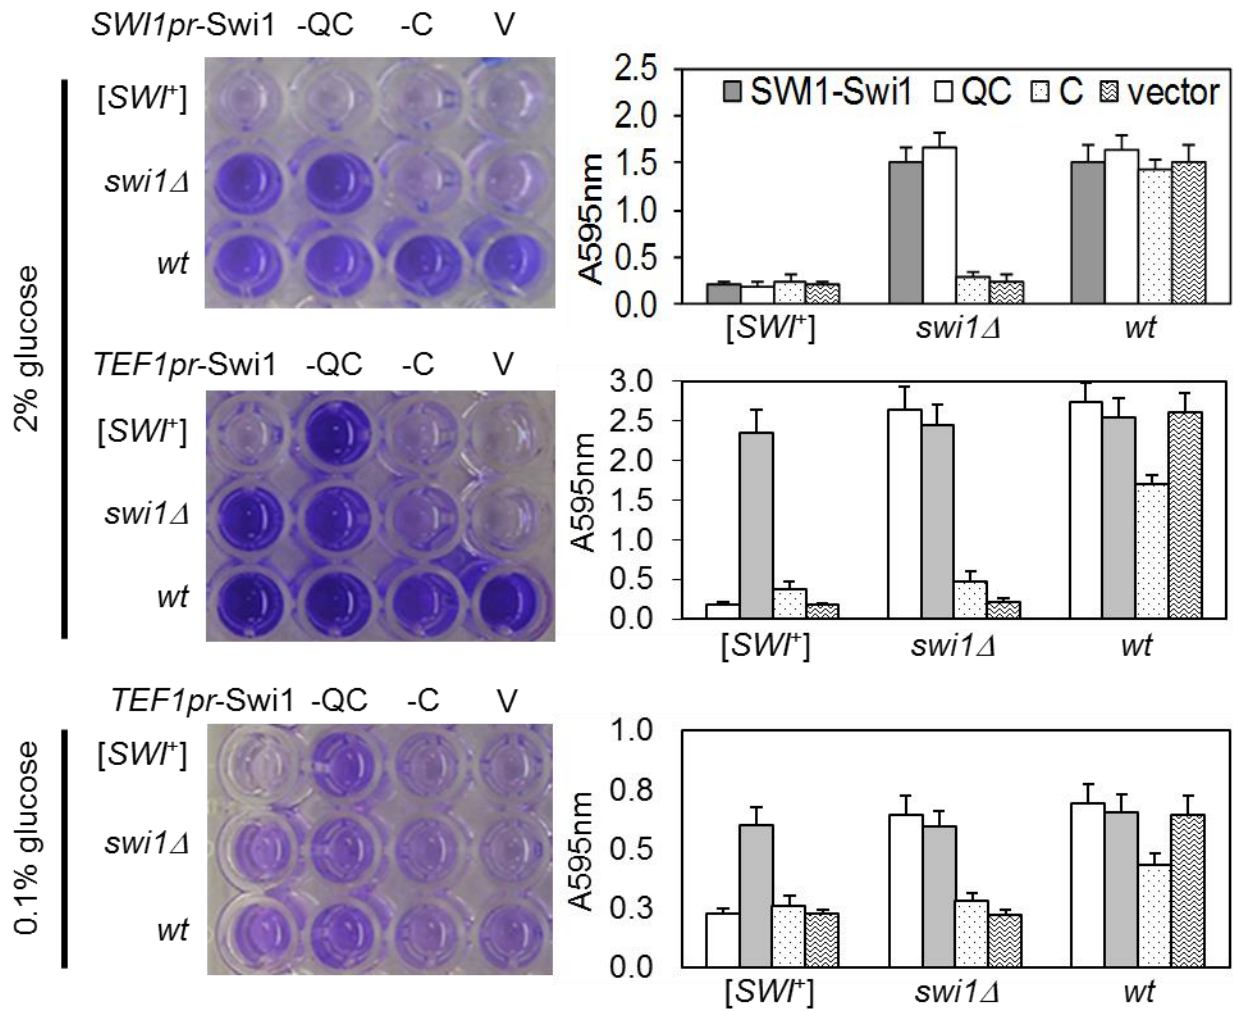 SWI1pr-Swi1 -QC -C V
[SWI+]
swi1Δ
wt
2% glucose
TEF1pr-Swi1 -QC -C V
[SWI+]
swi1Δ
wt
0.1% glucose
TEF1pr-Swi1 -QC -C V
[SWI+]
swi1Δ
wt
A595nm
2.5
2.0
1.5
1.0
0.5
0.0
SWI1-Swi1 QC C vector
[SWI+] swi1Δ wt
A595nm
3.0
2.5
2.0
1.5
1.0
0.5
0.0
[SWI+] swi1Δ wt
A595nm
1.0
0.8
0.5
0.3
0.0
[SWI+] swi1Δ wt